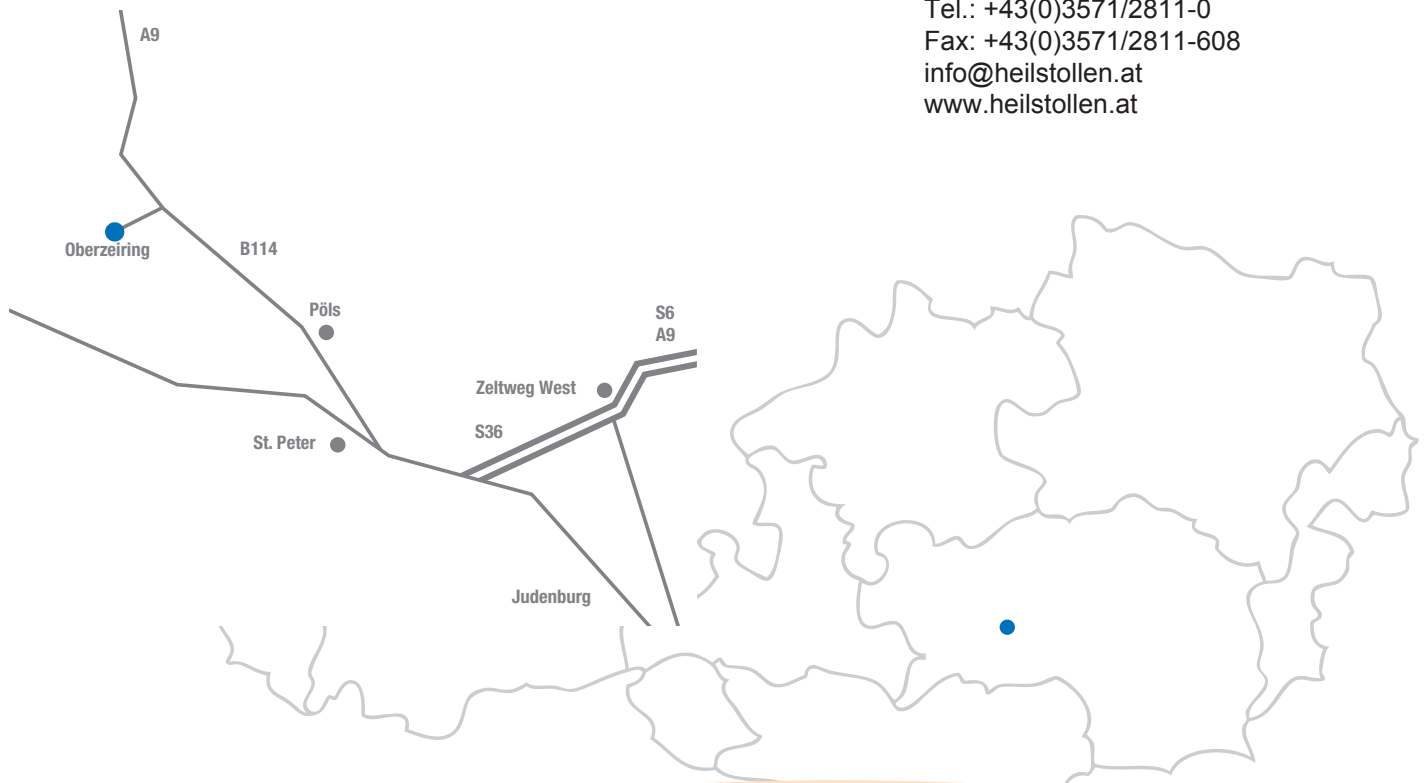 Tel.: +43(0)3571/2811-0
Fax: +43(0)3571/2811-608
info@heilstollen.at
www.heilstollen.at
A9
Oberzeiring
B114
Pöls
S6
A9
Zeltweg West
S36
St. Peter
Judenburg